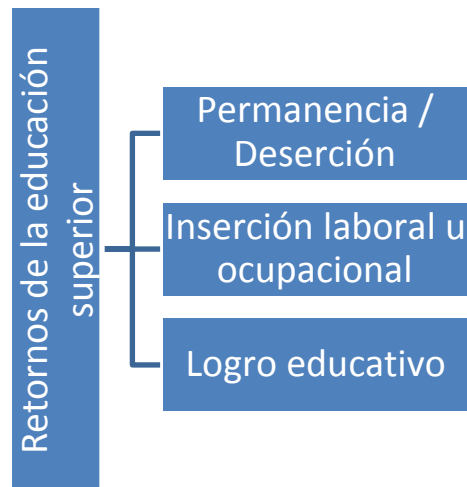 Retornos de la educación
superior
Permanencia /
Deserción
Inserción laboral u
ocupacional
Logro educativo